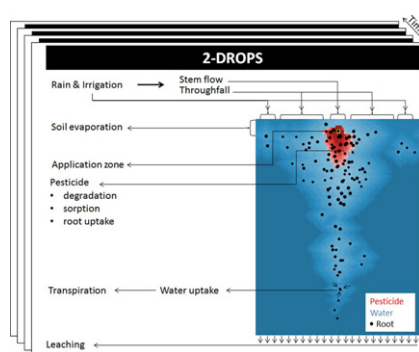 Time
2-DROPS
Rain & Irrigation
Stem flow
Throughfall
Soil evaporation
Application zone
Pesticide
• degradation
• sorption
• root uptake
Transpiration
Water uptake
Pesticide
Water
Root
Leaching